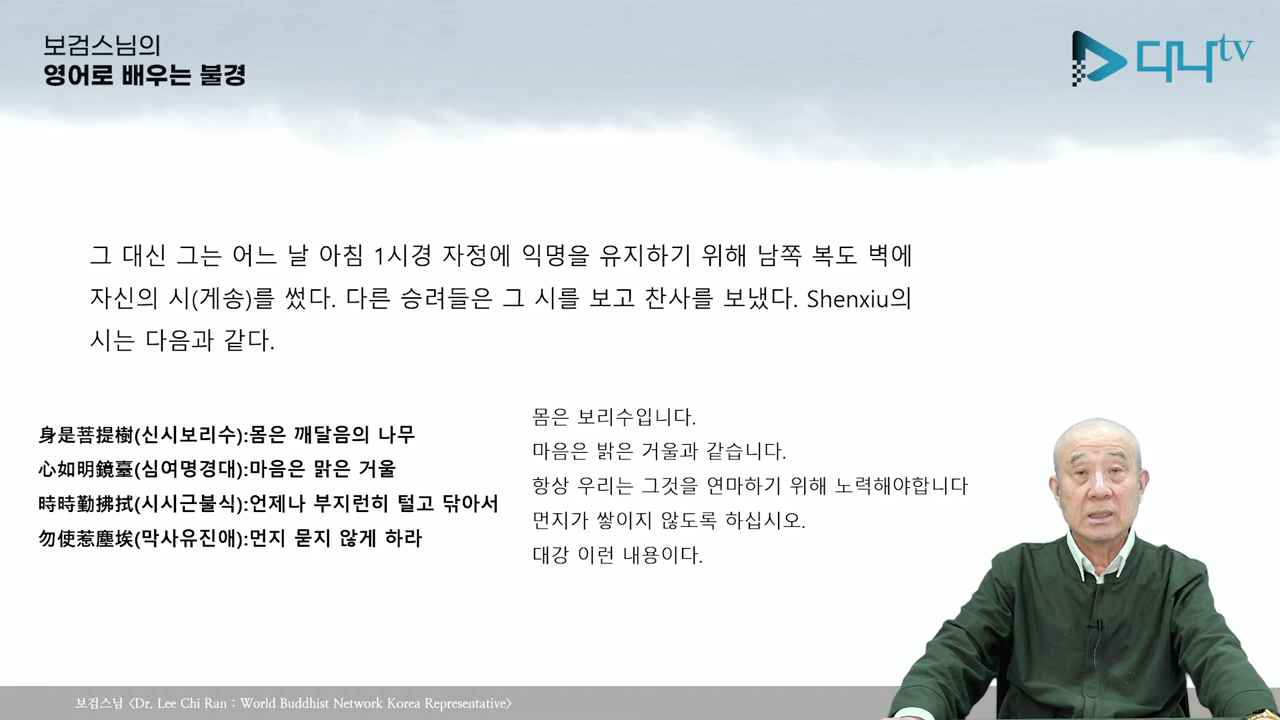 보검스님의
영어로 배우는 불경
다나tv
그 대신 그는 어느 날 아침 1시경 자정에 익명을 유지하기 위해 남쪽 복도 벽에
자신의 시(게송)를 썼다. 다른 승려들은 그 시를 보고 찬사를 보냈다. Shenxiu의
시는 다음과 같다.
身是菩提樹(신시보리수):몸은 깨달음의 나무
心如明鏡臺(심여명경대):마음은 맑은 거울
時時勤拂拭(시시근불식):언제나 부지런히 털고 닦아서
勿使惹塵埃(막사유진애):먼지 묻지 않게 하라
몸은 보리수입니다.
마음은 밝은 거울과 같습니다.
항상 우리는 그것을 연마하기 위해 노력해야합니다
먼지가 쌓이지 않도록 하십시오.
대강 이런 내용이다.
보검스님 <Dr. Lee Chi Ran : World Buddhist Network Korea Representative>